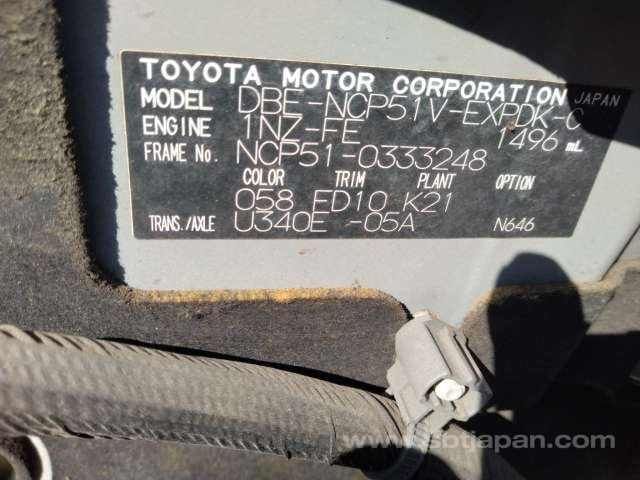 TOYOTA MOTOR CORPORATION JAPAN
MODEL DBE-NCP51V-EXPDK-C
ENGINE 1NZ-FE 1496 mL
FRAME No. NCP51-0333248
COLOR TRIM PLANT OPTION
058 FD10 K21
TRANS./AXLE U340E -05A N646
www.sbtjapan.com